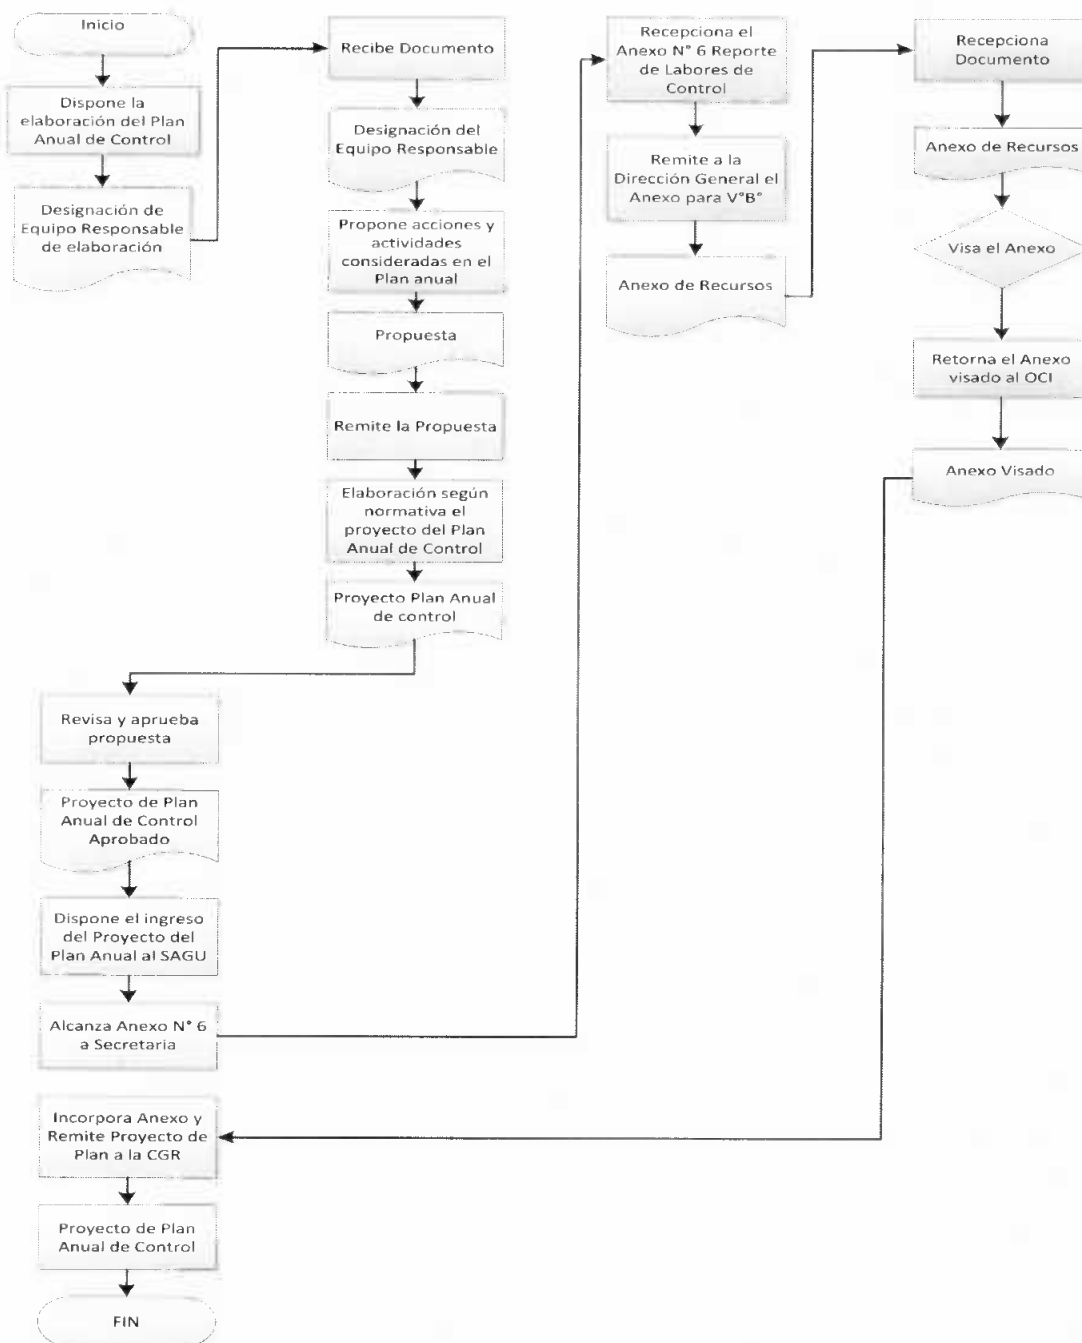 Inicio
Dispone la
elaboración del Plan
Anual de Control
Designación de
Equipo Responsable
de elaboración
Recibe Documento
Designación del
Equipo Responsable
Propone acciones y
actividades
consideradas en el
Plan anual
Propuesta
Remite la Propuesta
Elaboración según
normativa el
proyecto del Plan
Anual de Control
Proyecto Plan Anual
de control
Revisa y aprueba
propuesta
Proyecto de Plan
Anual de Control
Aprobado
Dispone el ingreso
del Proyecto del
Plan Anual al SAGU
Alcanza Anexo N° 6
a Secretaria
Recepciona el
Anexo N° 6 Reporte
de Labores de
Control
Remite a la
Dirección General el
Anexo para V°B°
Anexo de Recursos
Recepciona
Documento
Anexo de Recursos
Visa el Anexo
Retorna el Anexo
visado al OCI
Anexo Visado
Incorpora Anexo y
Remite Proyecto de
Plan a la CGR
Proyecto de Plan
Anual de Control
FIN